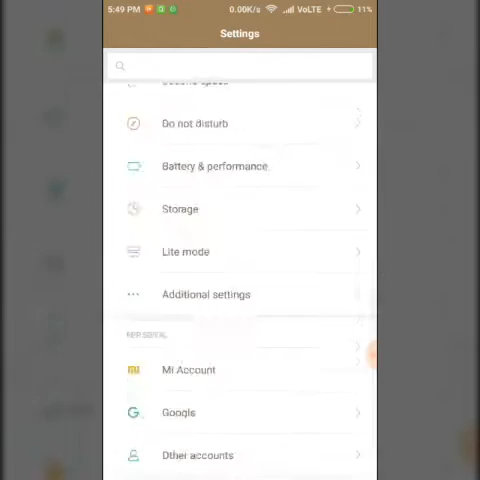 5:49 PM 0.00K/s VoLTE 11%
Settings
Do not disturb
Battery & performance
Storage
Lite mode
Additional settings
PERSONAL
Mi Account
Google
Other accounts